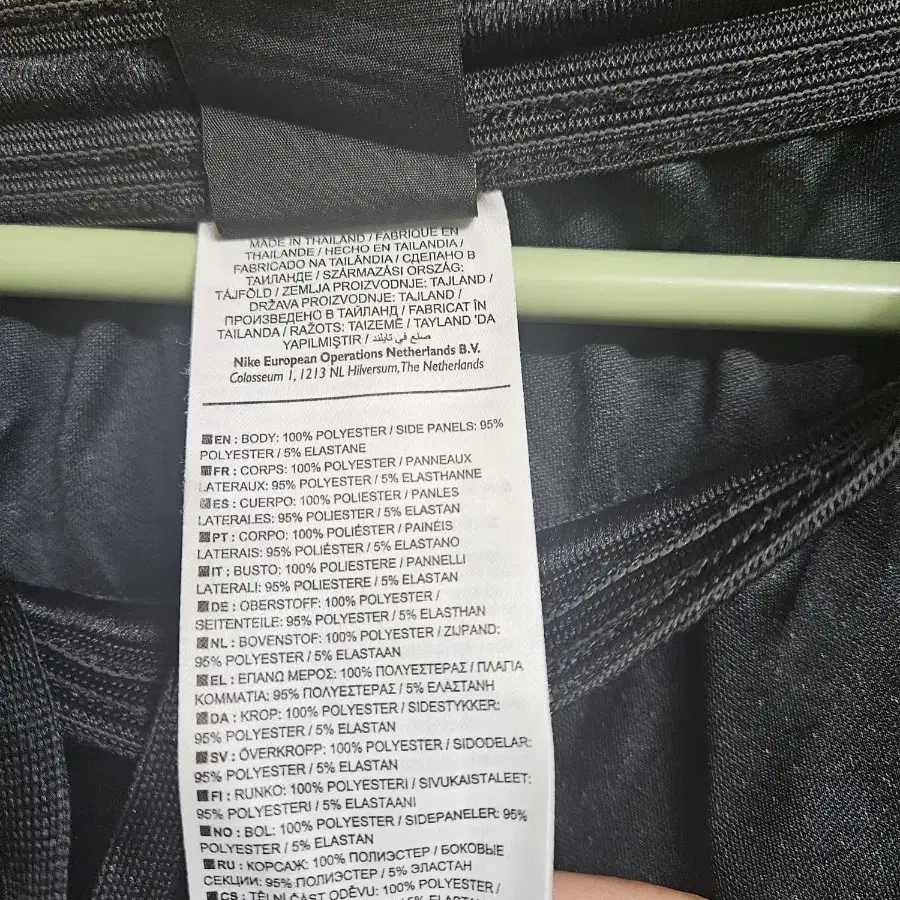 MADE IN THAILAND / FABRIQUE EN
THAILANDE / HECHO EN TAILANDIA /
FABRICADO NA TAILÂNDIA / СДЕЛАНО В
ТАИЛАНДЕ / SZÁRMAZÁSI ORSZÁG:
TÁJFÖLD / ZEMLJA PROIZVODNJE: TAJLAND /
DRŽAVA PROIZVODNJE: TAJLAND /
ПРОИЗВЕДЕНО В ТАЙЛАНД / FABRICAT ÎN
TAILANDA / RAŽOTS: TAIZEME / TAYLAND 'DA
YAPILMIŞTIR / صنع في تايلند
Nike European Operations Netherlands B.V.
Colosseum 1, 1213 NL Hilversum, The Netherlands
EN : BODY: 100% POLYESTER / SIDE PANELS: 95%
POLYESTER / 5% ELASTANE
FR : CORPS: 100% POLYESTER / PANNEAUX
LATERAUX: 95% POLYESTER / 5% ELASTHANNE
ES : CUERPO: 100% POLIESTER / PANLES
LATERALES: 95% POLIESTER / 5% ELASTAN
PT : CORPO: 100% POLIÉSTER / PAINÉIS
LATERAIS: 95% POLIÉSTER / 5% ELASTANO
IT : BUSTO: 100% POLIESTERE / PANNELLI
LATERALI: 95% POLIESTERE / 5% ELASTAN
DE : OBERSTOFF: 100% POLYESTER /
SEITENTEILE: 95% POLYESTER / 5% ELASTHAN
NL : BOVENSTOF: 100% POLYESTER / ZIJPAND:
95% POLYESTER / 5% ELASTAAN
EL : ΕΠΑΝΩ ΜΕΡΟΣ: 100% ΠΟΛΥΕΣΤΕΡΑΣ / ΠΛΑΓΙΑ
ΚΟΜΜΑΤΙΑ: 95% ΠΟΛΥΕΣΤΕΡΑΣ / 5% ΕΛΑΣΤΑΝΗ
DA : KROP: 100% POLYESTER / SIDESTYKKER:
95% POLYESTER / 5% ELASTAN
SV : ÖVERKROPP: 100% POLYESTER / SIDODELAR:
95% POLYESTER / 5% ELASTAN
FI : RUNKO: 100% POLYESTERI / SIVUKAISTALEET:
95% POLYESTERI / 5% ELASTAANI
NO : BOL: 100% POLYESTER / SIDEPANELER: 95%
POLYESTER / 5% ELASTAN
RU : КОРСАЖ: 100% ПОЛИЭСТЕР / БОКОВЫЕ
СЕКЦИИ: 95% ПОЛИЭСТЕР / 5% ЭЛАСТАН
CS : TĚLNÍ ČÁST ODĚVU: 100% POLYESTER /